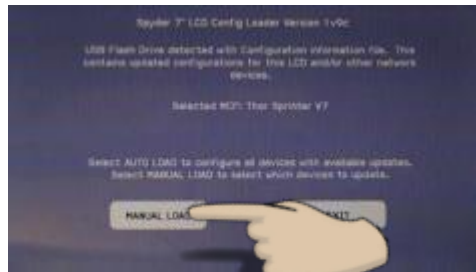 Spyder 7" LCD Config Loader Version 1v9c
USB Flash Drive detected with Configuration information file. This
contains updated configurations for this LCD and/or other network
devices.
Selected MCP: Thor Sprinter V7
Select AUTO LOAD to configure all devices with available updates.
Select MANUAL LOAD to select which devices to update.
MANUAL LOAD
EXIT